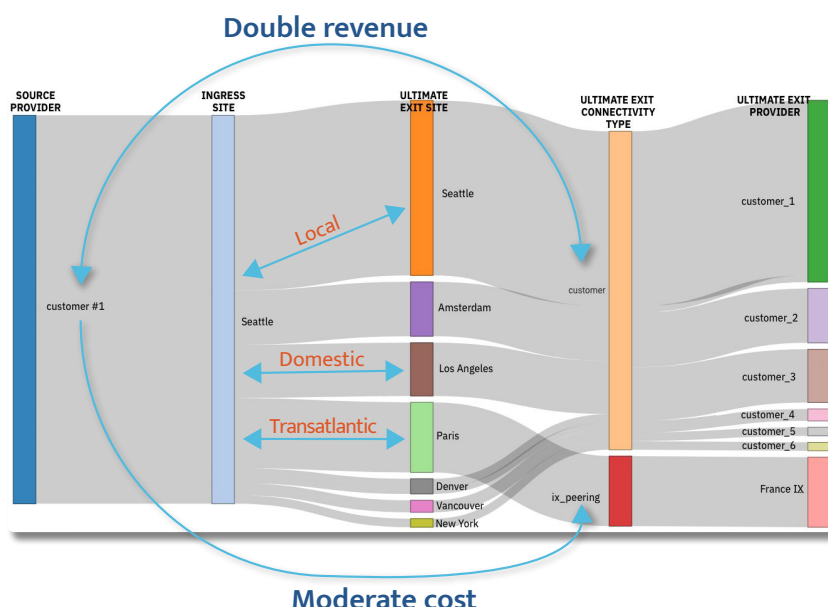 Double revenue
SOURCE
PROVIDER
INGRESS
SITE
ULTIMATE
EXIT SITE
ULTIMATE EXIT
CONNECTIVITY
TYPE
ULTIMATE EXIT
PROVIDER
Seattle
customer_1
Local
customer
customer #1
Seattle
Amsterdam
customer_2
Domestic
Los Angeles
customer_3
Transatlantic
Paris
customer_4
customer_5
customer_6
Denver
Vancouver
New York
ix_peering
France IX
Moderate cost